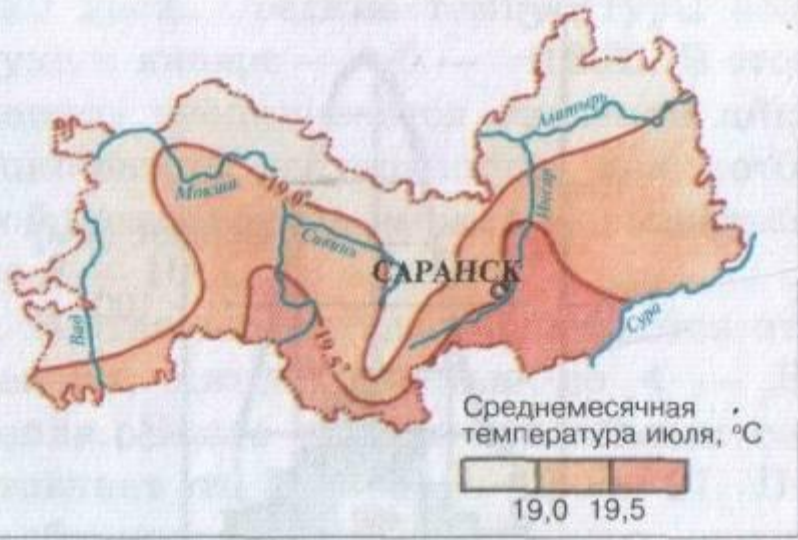 Алатырь
Мокша
19,0°
Инсар
Сивинь
САРАНСК
Сура
Вад
19,5°
Среднемесячная
температура июля, °С
19,0 19,5